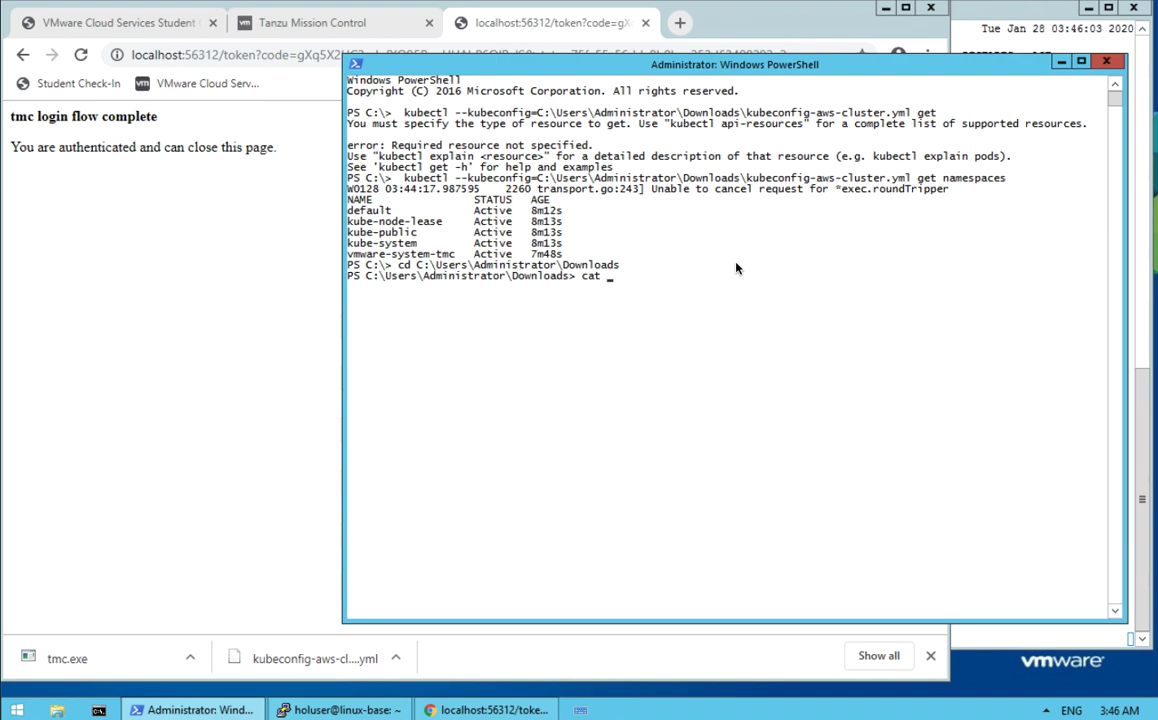 VMware Cloud Services Student
Tanzu Mission Control
localhost:56312/token?code=gX
Tue Jan 28 03:46:03 2020
localhost:56312/token?code=gXq5X2
Student Check-In
vm
VMware Cloud Serv...
tmc login flow complete
You are authenticated and can close this page.
Administrator: Windows PowerShell
Windows PowerShell
Copyright (C) 2016 Microsoft Corporation. All rights reserved.
PS C:\>  kubectl --kubeconfig=C:\Users\Administrator\Downloads\kubeconfig-aws-cluster.yml get
You must specify the type of resource to get. Use "kubectl api-resources" for a complete list of supported resources.
error: Required resource not specified.
Use "kubectl explain <resource>" for a detailed description of that resource (e.g. kubectl explain pods).
See 'kubectl get -h' for help and examples
PS C:\>  kubectl --kubeconfig=C:\Users\Administrator\Downloads\kubeconfig-aws-cluster.yml get namespaces
W0128 03:44:17.987595    2260 transport.go:243] Unable to cancel request for *exec.roundTripper
NAME STATUS AGE
default Active 8m12s
kube-node-lease Active 8m13s
kube-public Active 8m13s
kube-system Active 8m13s
vmware-system-tmc Active 7m48s
PS C:\> cd C:\Users\Administrator\Downloads
PS C:\Users\Administrator\Downloads> cat _
tmc.exe
kubeconfig-aws-cl....yml
Show all
vmware
Administrator: Wind...
holuser@linux-base: ~
localhost:56312/toke...
ENG
3:46 AM